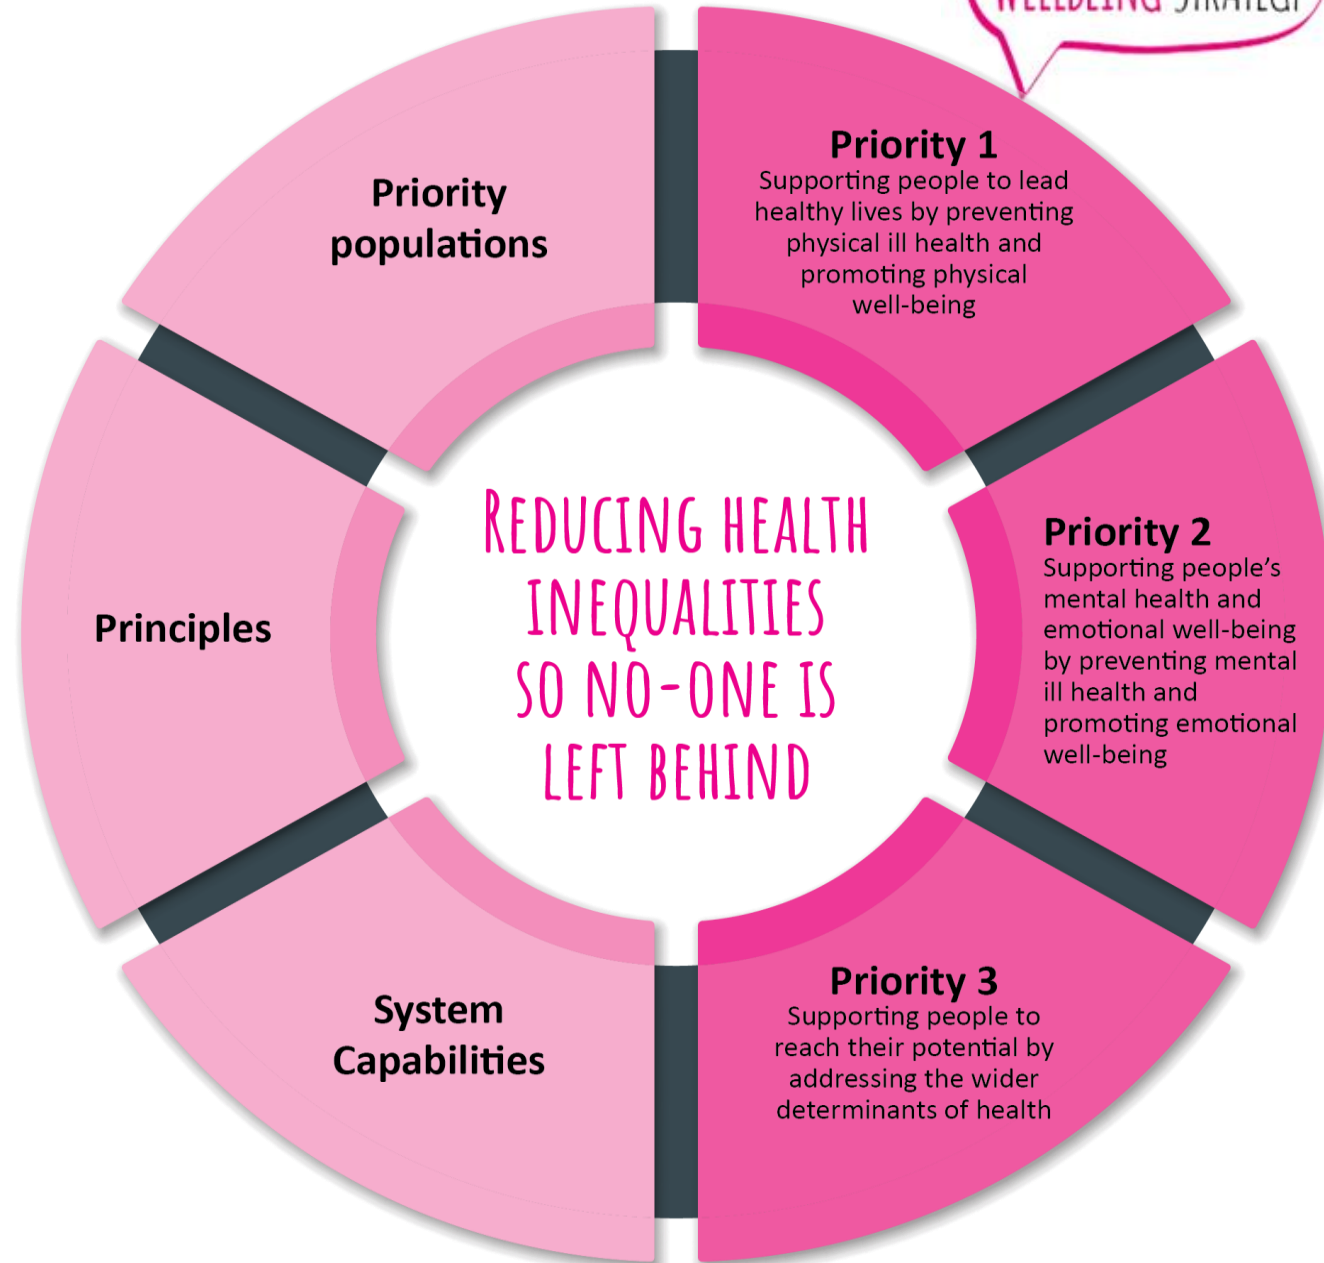 WELLBEING STRATEGY
Priority
populations
Priority 1
Supporting people to lead
healthy lives by preventing
physical ill health and
promoting physical
well-being
Principles
REDUCING HEALTH
INEQUALITIES
SO NO-ONE IS
LEFT BEHIND
Priority 2
Supporting people’s
mental health and
emotional well-being
by preventing mental
ill health and
promoting emotional
well-being
System
Capabilities
Priority 3
Supporting people to
reach their potential by
addressing the wider
determinants of health